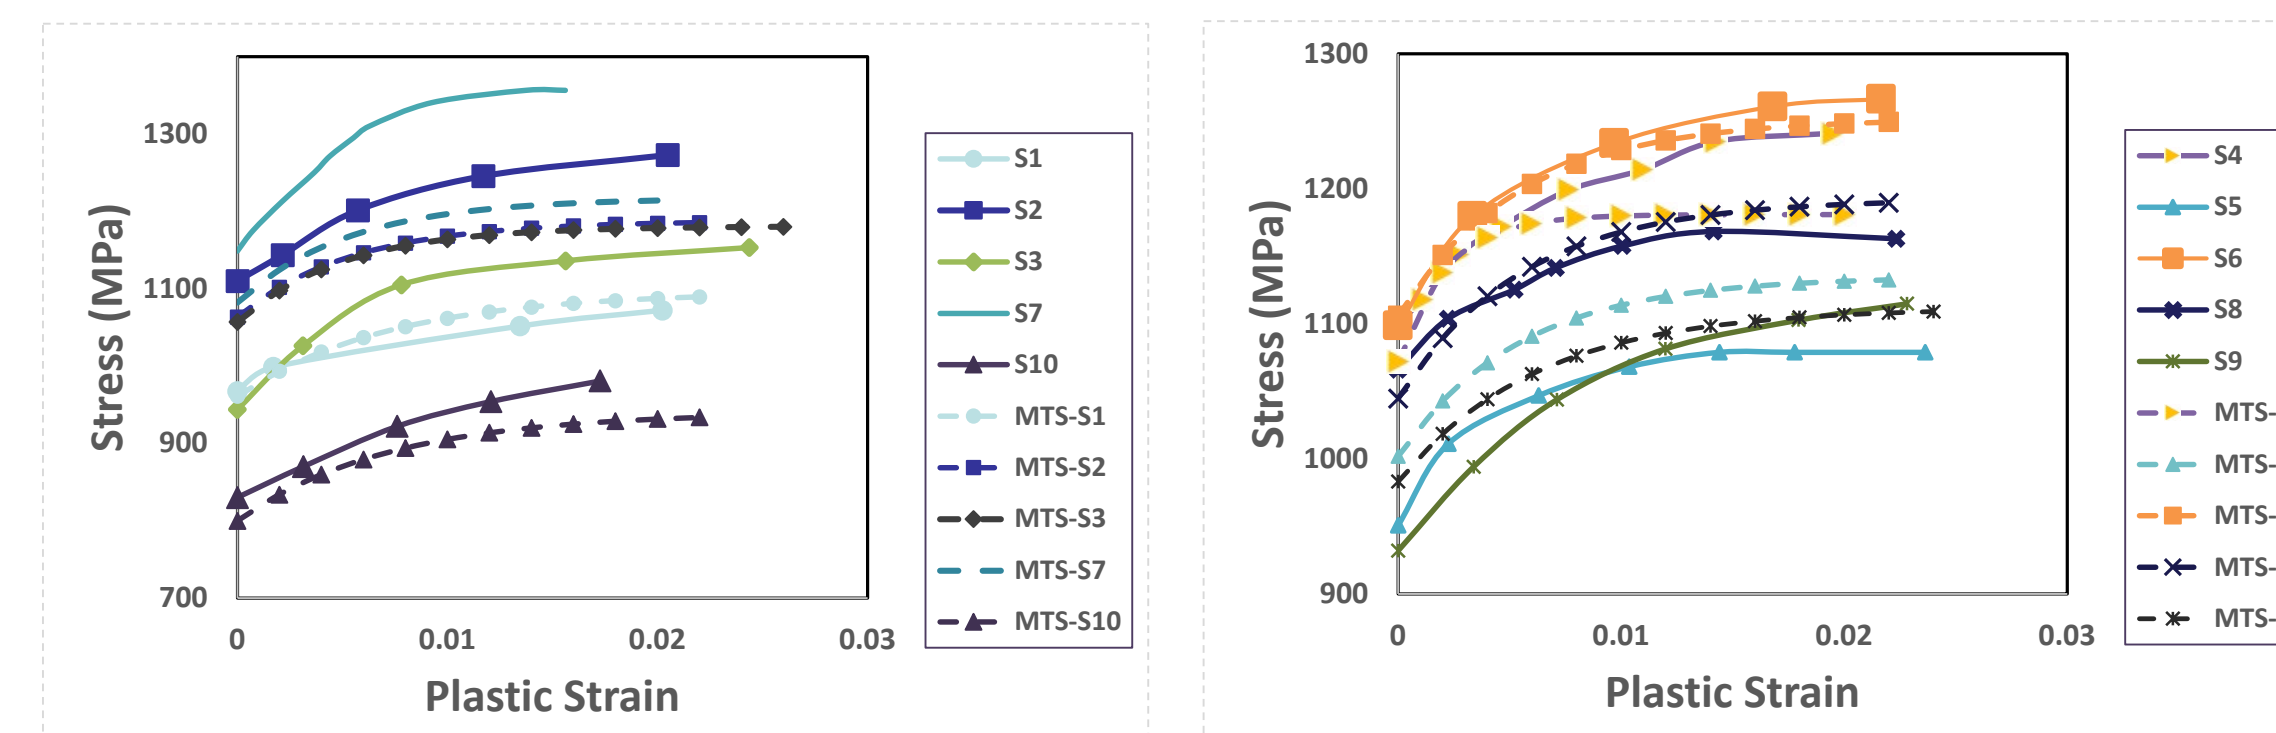 1300
1100
900
700
0
0.01
0.02
0.03
Stress (MPa)
Plastic Strain
S1
S2
S3
S7
S10
MTS-S1
MTS-S2
MTS-S3
MTS-S7
MTS-S10
1300
1200
1100
1000
900
0
0.01
0.02
0.03
Stress (MPa)
Plastic Strain
S4
S5
S6
S8
S9
MTS-
MTS-
MTS-
MTS-
MTS-